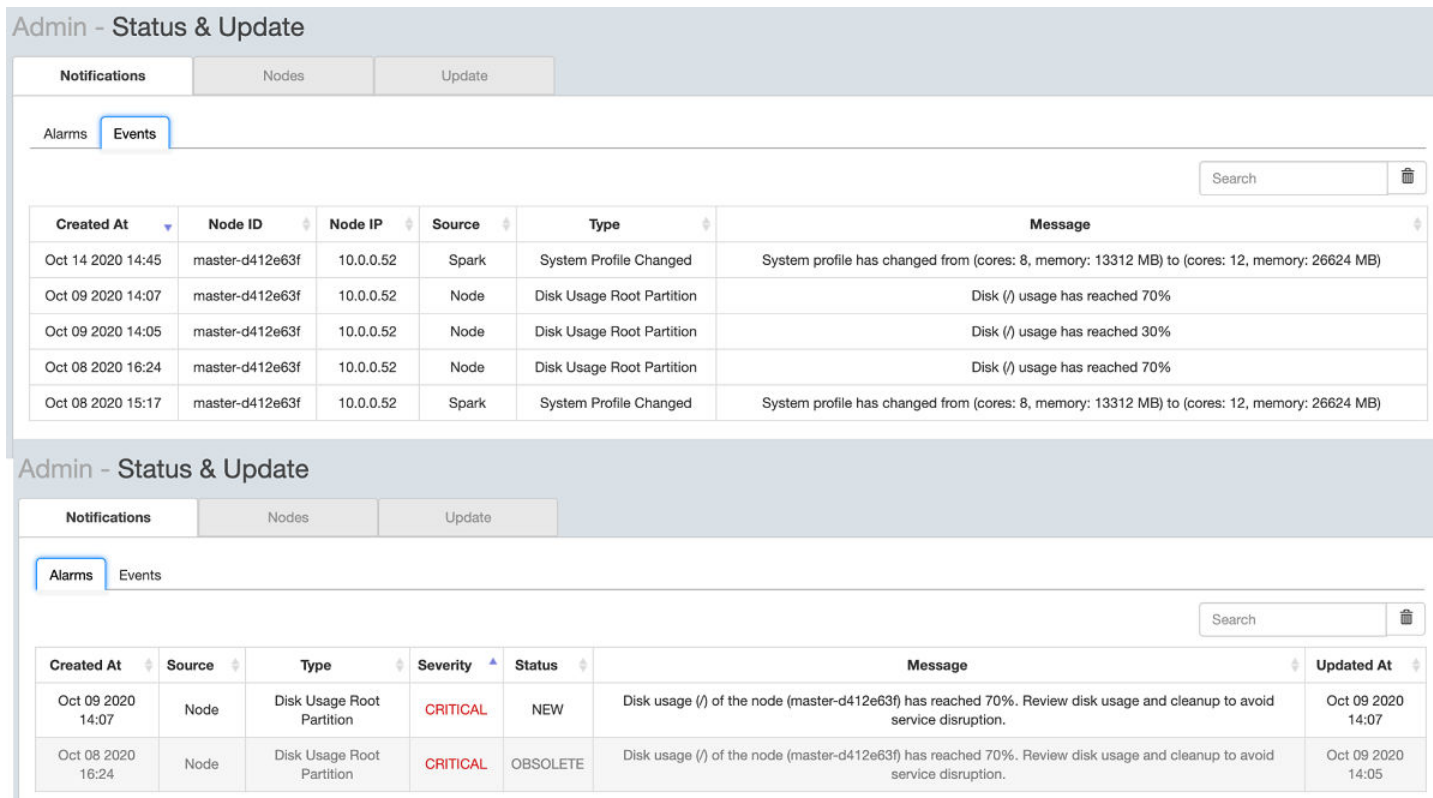 Admin - Status & Update
Notifications Nodes Update
Alarms Events
Search
Created At Node ID Node IP Source Type Message
Oct 14 2020 14:45 master-d412e63f 10.0.0.52 Spark System Profile Changed System profile has changed from (cores: 8, memory: 13312 MB) to (cores: 12, memory: 26624 MB)
Oct 09 2020 14:07 master-d412e63f 10.0.0.52 Node Disk Usage Root Partition Disk (/) usage has reached 70%
Oct 09 2020 14:05 master-d412e63f 10.0.0.52 Node Disk Usage Root Partition Disk (/) usage has reached 30%
Oct 08 2020 16:24 master-d412e63f 10.0.0.52 Node Disk Usage Root Partition Disk (/) usage has reached 70%
Oct 08 2020 15:17 master-d412e63f 10.0.0.52 Spark System Profile Changed System profile has changed from (cores: 8, memory: 13312 MB) to (cores: 12, memory: 26624 MB)
Admin - Status & Update
Notifications Nodes Update
Alarms Events
Search
Created At Source Type Severity Status Message Updated At
Oct 09 2020 Disk Usage Root Disk usage (/) of the node (master-d412e63f) has reached 70%. Review disk usage and cleanup to avoid Oct 09 2020
Node CRITICAL NEW
14:07 Partition service disruption. 14:07
Oct 08 2020 Disk Usage Root Disk usage (/) of the node (master-d412e63f) has reached 70%. Review disk usage and cleanup to avoid Oct 09 2020
Node CRITICAL OBSOLETE
16:24 Partition service disruption. 14:05